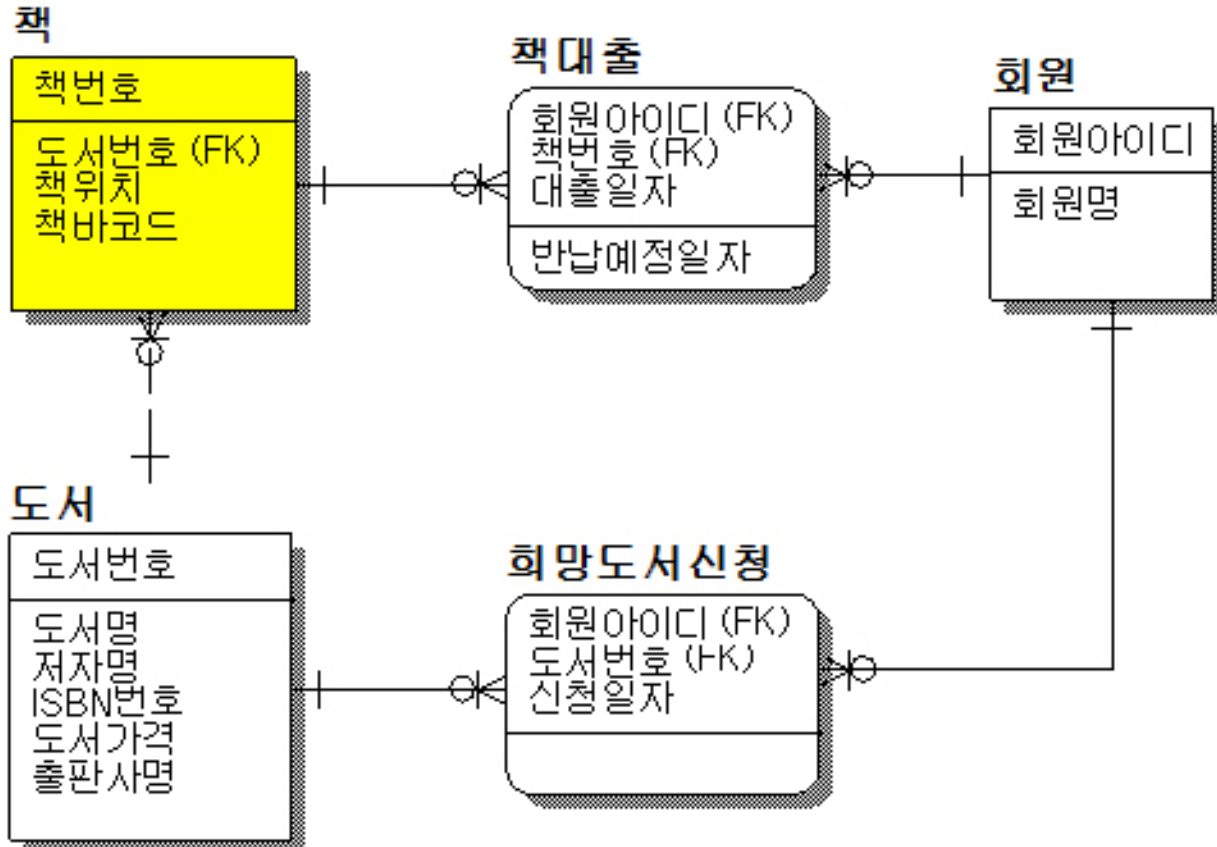 책
책번호
도서번호 (FK)
책위치
책바코드
책대출
회원아이디 (FK)
책번호 (FK)
대출일자
반납예정일자
회원
회원아이디
회원명
도서
도서번호
도서명
저자명
ISBN번호
도서가격
출판사명
희망도서신청
회원아이디 (FK)
도서번호 (FK)
신청일자